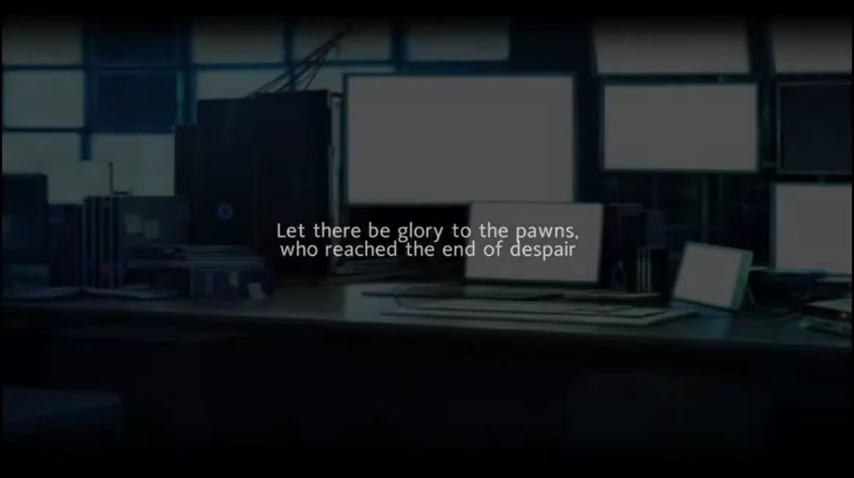 Let there be glory to the pawns,
who reached the end of despair